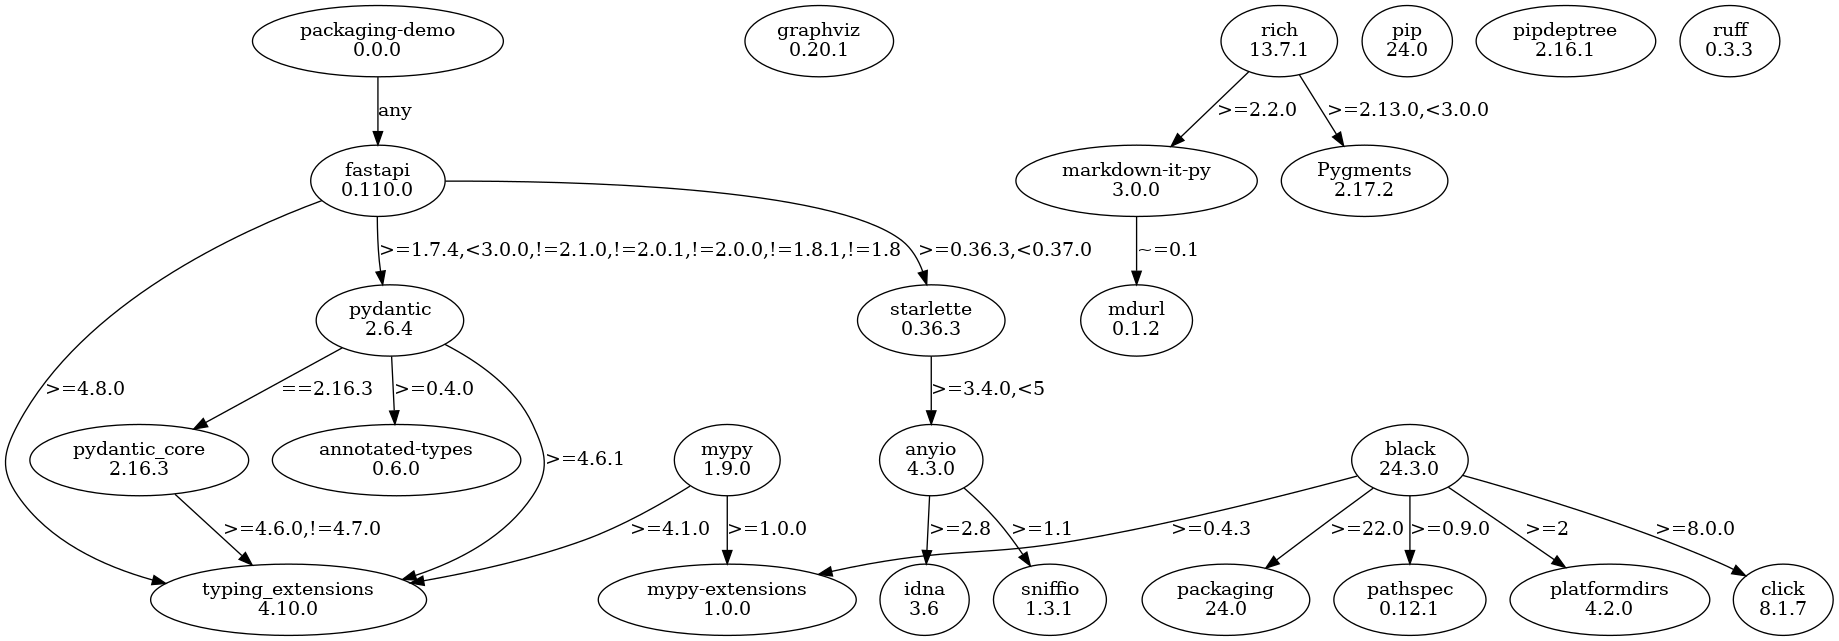 packaging-demo
0.0.0
graphviz
0.20.1
rich
13.7.1
pip
24.0
pipdeptree
2.16.1
ruff
0.3.3
any
>=2.2.0
>=2.13.0,<3.0.0
fastapi
0.110.0
markdown-it-py
3.0.0
Pygments
2.17.2
>=1.7.4,<3.0.0,!=2.1.0,!=2.0.1,!=2.0.0,!=1.8.1,!=1.8
>=0.36.3,<0.37.0
~=0.1
pydantic
2.6.4
starlette
0.36.3
mdurl
0.1.2
>=4.8.0
==2.16.3
>=0.4.0
>=3.4.0,<5
pydantic_core
2.16.3
annotated-types
0.6.0
>=4.6.1
mypy
1.9.0
anyio
4.3.0
black
24.3.0
>=4.6.0,!=4.7.0
>=4.1.0
>=1.0.0
>=2.8
>=1.1
>=0.4.3
>=22.0
>=0.9.0
>=2
>=8.0.0
typing_extensions
4.10.0
mypy-extensions
1.0.0
idna
3.6
sniffio
1.3.1
packaging
24.0
pathspec
0.12.1
platformdirs
4.2.0
click
8.1.7